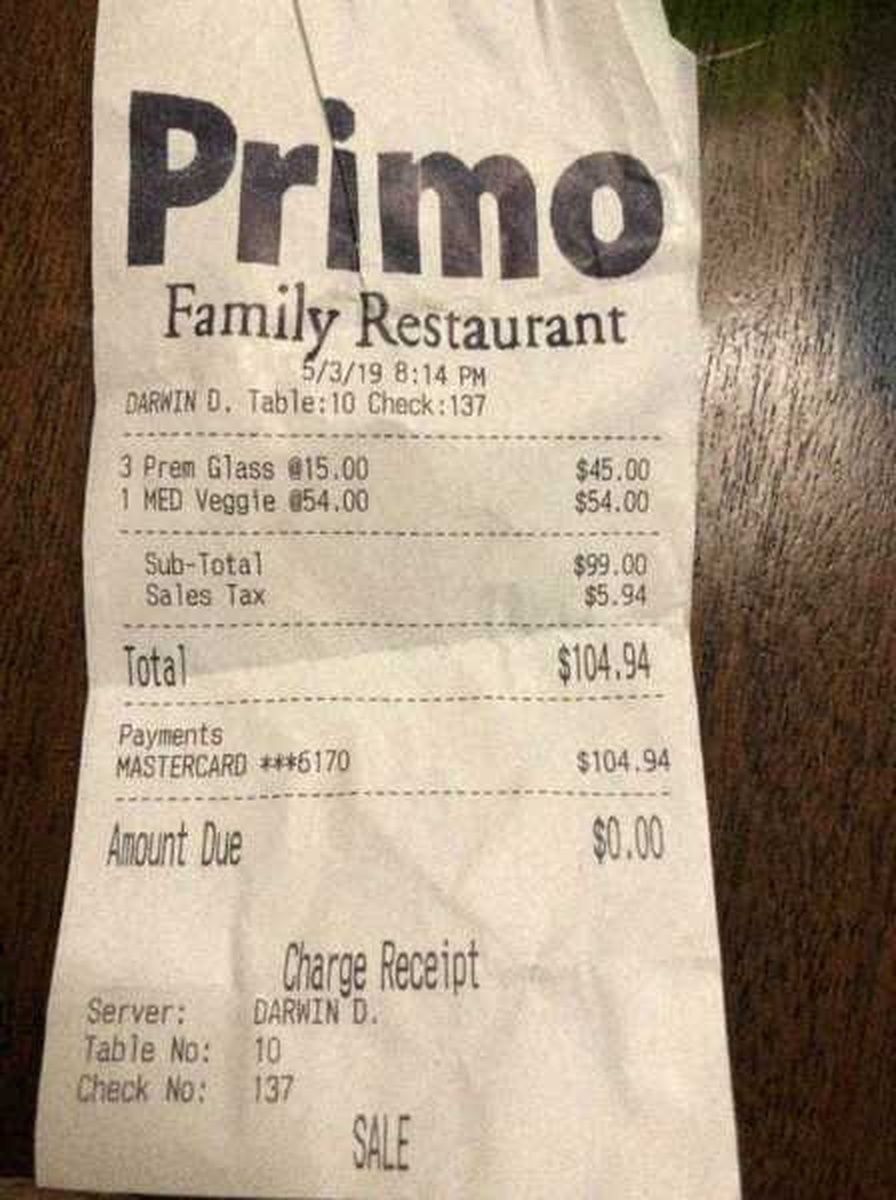 Primo
Family Restaurant
5/3/19 8:14 PM
DARWIN D. Table:10 Check:137
3 Prem Glass @15.00 $45.00
1 MED Veggie @54.00 $54.00
Sub-Total $99.00
Sales Tax $5.94
Total $104.94
Payments
MASTERCARD ***6170 $104.94
Amount Due $0.00
Charge Receipt
Server: DARWIN D.
Table No: 10
Check No: 137
SALE